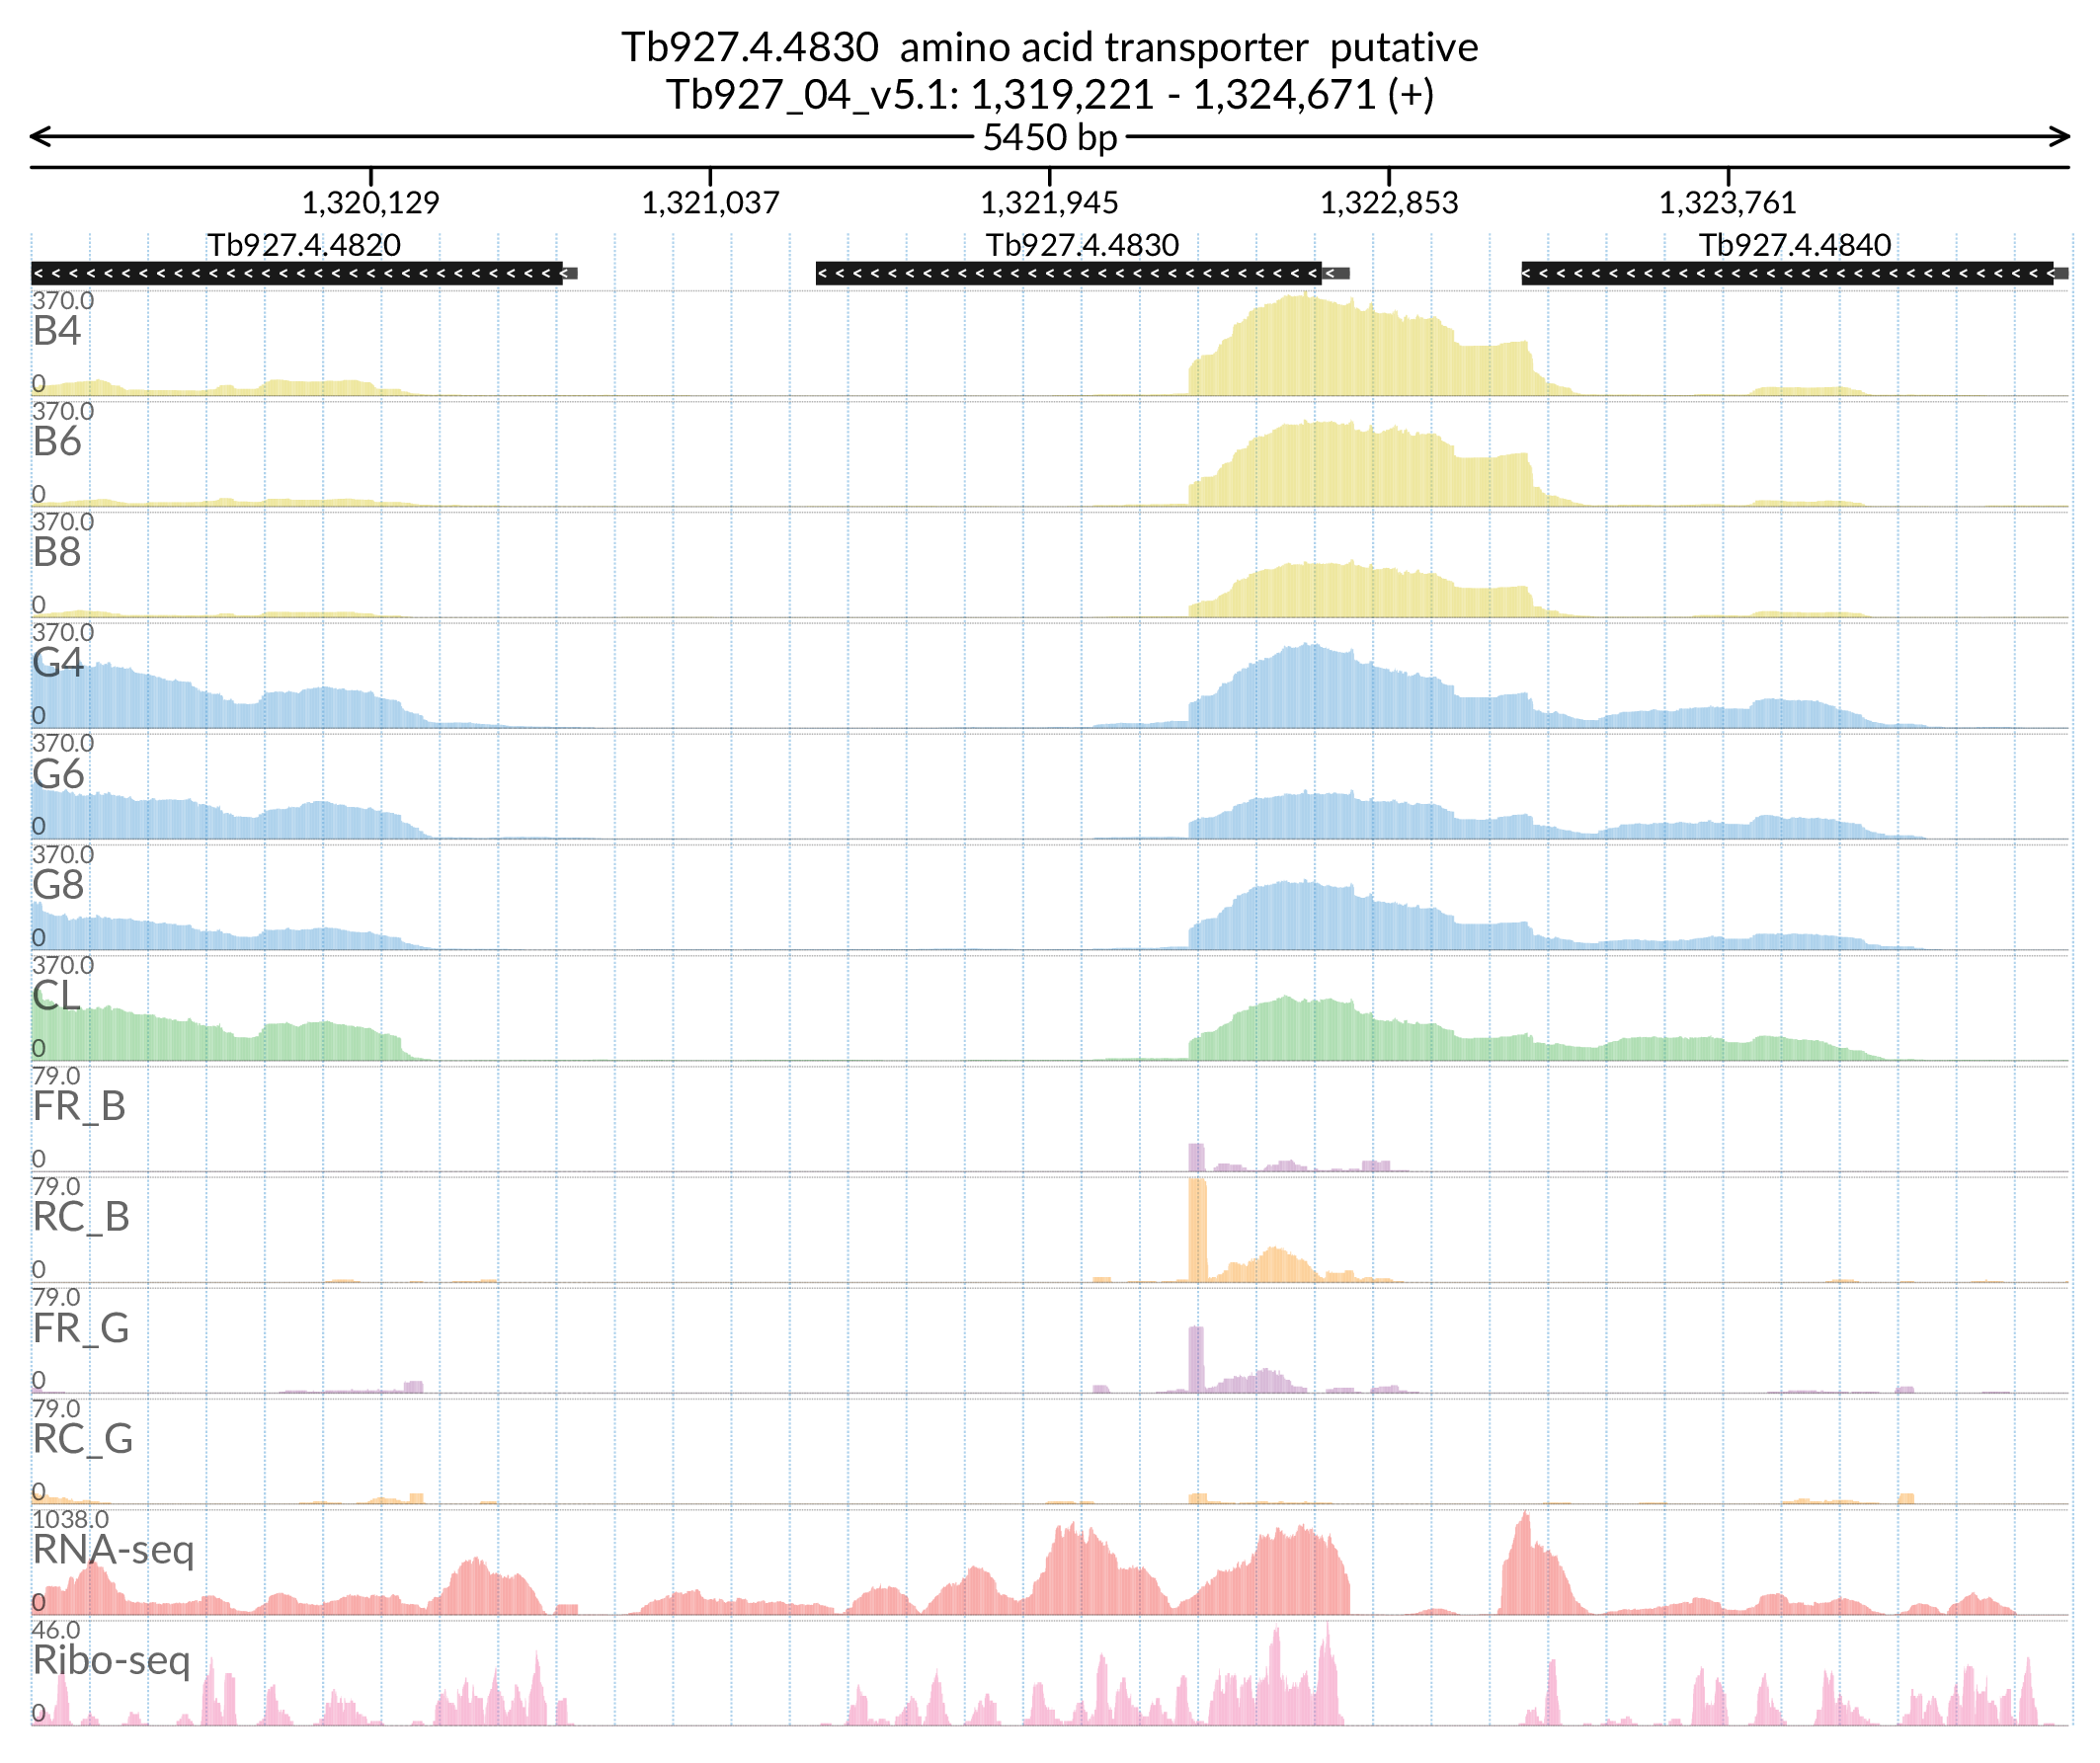 Tb927.4.4830  amino acid transporter  putative
Tb927_04_v5.1: 1,319,221 - 1,324,671 (+)
5450 bp
1,320,129 1,321,037 1,321,945 1,322,853 1,323,761
Tb927.4.4820 Tb927.4.4830 Tb927.4.4840
370.0
B4
0
370.0
B6
0
370.0
B8
0
370.0
G4
0
370.0
G6
0
370.0
G8
0
370.0
CL
0
79.0
FR_B
0
79.0
RC_B
0
79.0
FR_G
0
79.0
RC_G
0
1038.0
RNA-seq
0
46.0
Ribo-seq
0